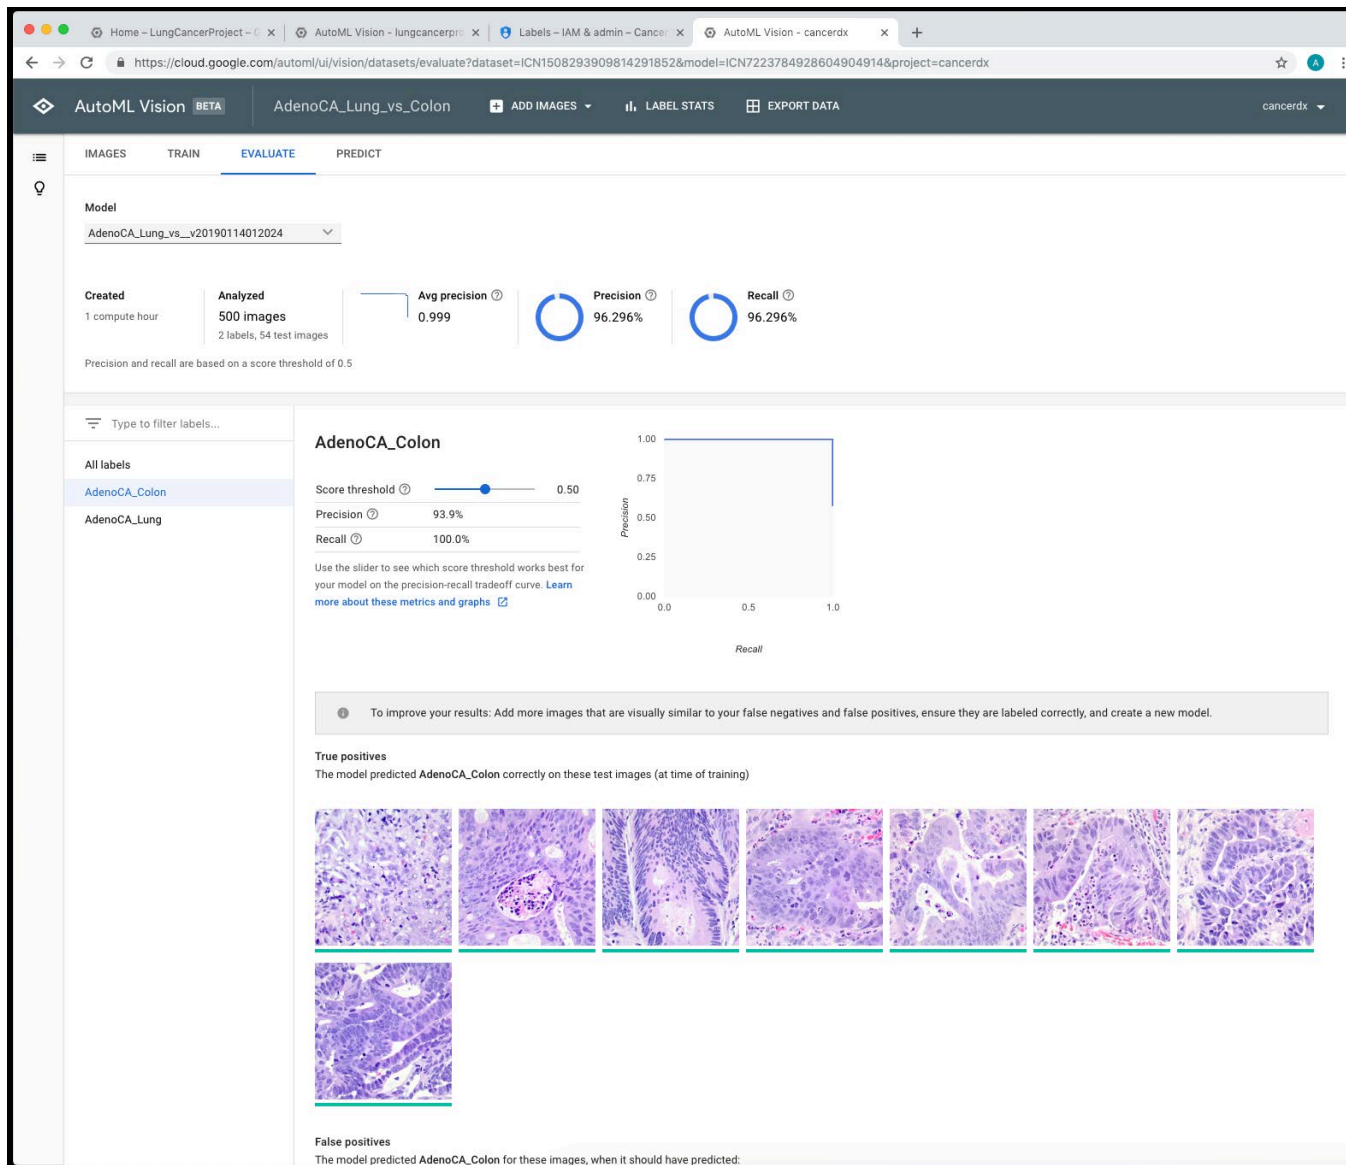 Home – LungCancerProject – G
AutoML Vision - lungcancerpro
Labels – IAM & admin – Cancer
AutoML Vision - cancerdx
https://cloud.google.com/automl/ui/vision/datasets/evaluate?dataset=ICN1508293909814291852&model=ICN7223784928604904914&project=cancerdx
A
AutoML Vision BETA
AdenoCA_Lung_vs_Colon
ADD IMAGES
LABEL STATS
EXPORT DATA
cancerdx
IMAGES TRAIN EVALUATE PREDICT
Model
AdenoCA_Lung_vs__v20190114012024
Created
1 compute hour
Analyzed
500 images
2 labels, 54 test images
Avg precision
0.999
Precision
96.296%
Recall
96.296%
Precision and recall are based on a score threshold of 0.5
Type to filter labels...
All labels
AdenoCA_Colon
AdenoCA_Lung
AdenoCA_Colon
Score threshold 0.50
Precision 93.9%
Recall 100.0%
Use the slider to see which score threshold works best for
your model on the precision-recall tradeoff curve. Learn
more about these metrics and graphs
1.00
0.75
0.50
0.25
0.00
Precision
0.0 0.5 1.0
Recall
To improve your results: Add more images that are visually similar to your false negatives and false positives, ensure they are labeled correctly, and create a new model.
True positives
The model predicted AdenoCA_Colon correctly on these test images (at time of training)
False positives
The model predicted AdenoCA_Colon for these images, when it should have predicted: